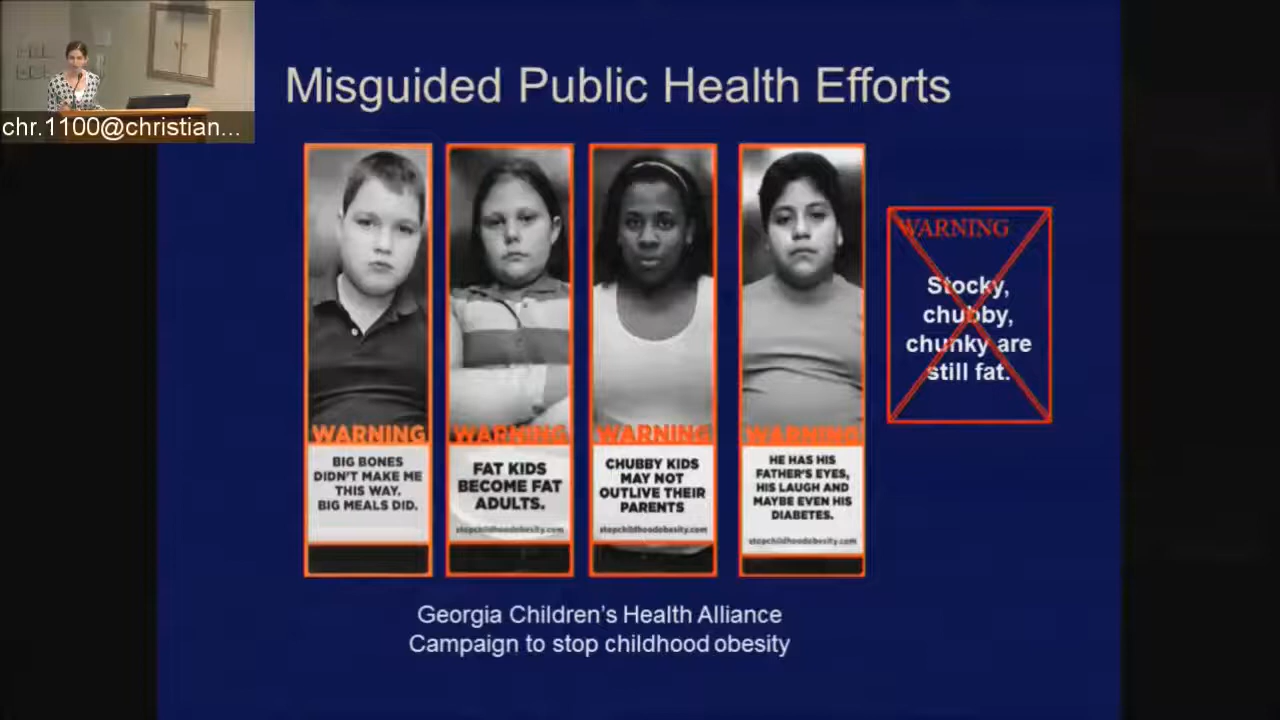 chr.1100@christian...
Misguided Public Health Efforts
WARNING
BIG BONES
DIDN'T MAKE ME
THIS WAY.
BIG MEALS DID.
WARNING
FAT KIDS
BECOME FAT
ADULTS.
stopchildhoodobesity.com
WARNING
CHUBBY KIDS
MAY NOT
OUTLIVE THEIR
PARENTS
stopchildhoodobesity.com
WARNING
HE HAS HIS
FATHER'S EYES,
HIS LAUGH AND
MAYBE EVEN HIS
DIABETES.
stopchildhoodobesity.com
WARNING
Stocky,
chubby,
chunky are
still fat.
Georgia Children's Health Alliance
Campaign to stop childhood obesity